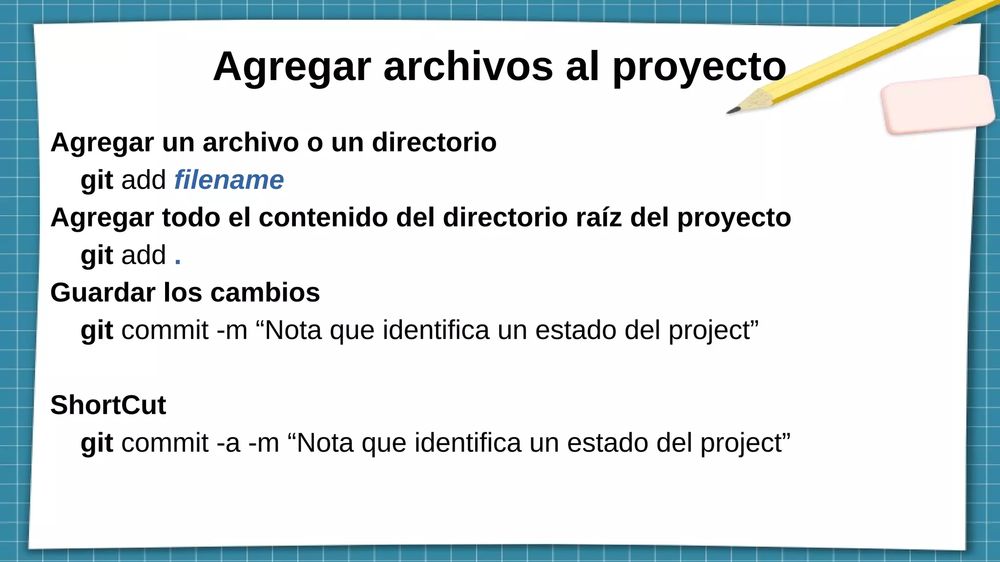 Agregar archivos al proyecto
Agregar un archivo o un directorio
git add filename
Agregar todo el contenido del directorio raíz del proyecto
git add .
Guardar los cambios
git commit -m “Nota que identifica un estado del project”
ShortCut
git commit -a -m “Nota que identifica un estado del project”